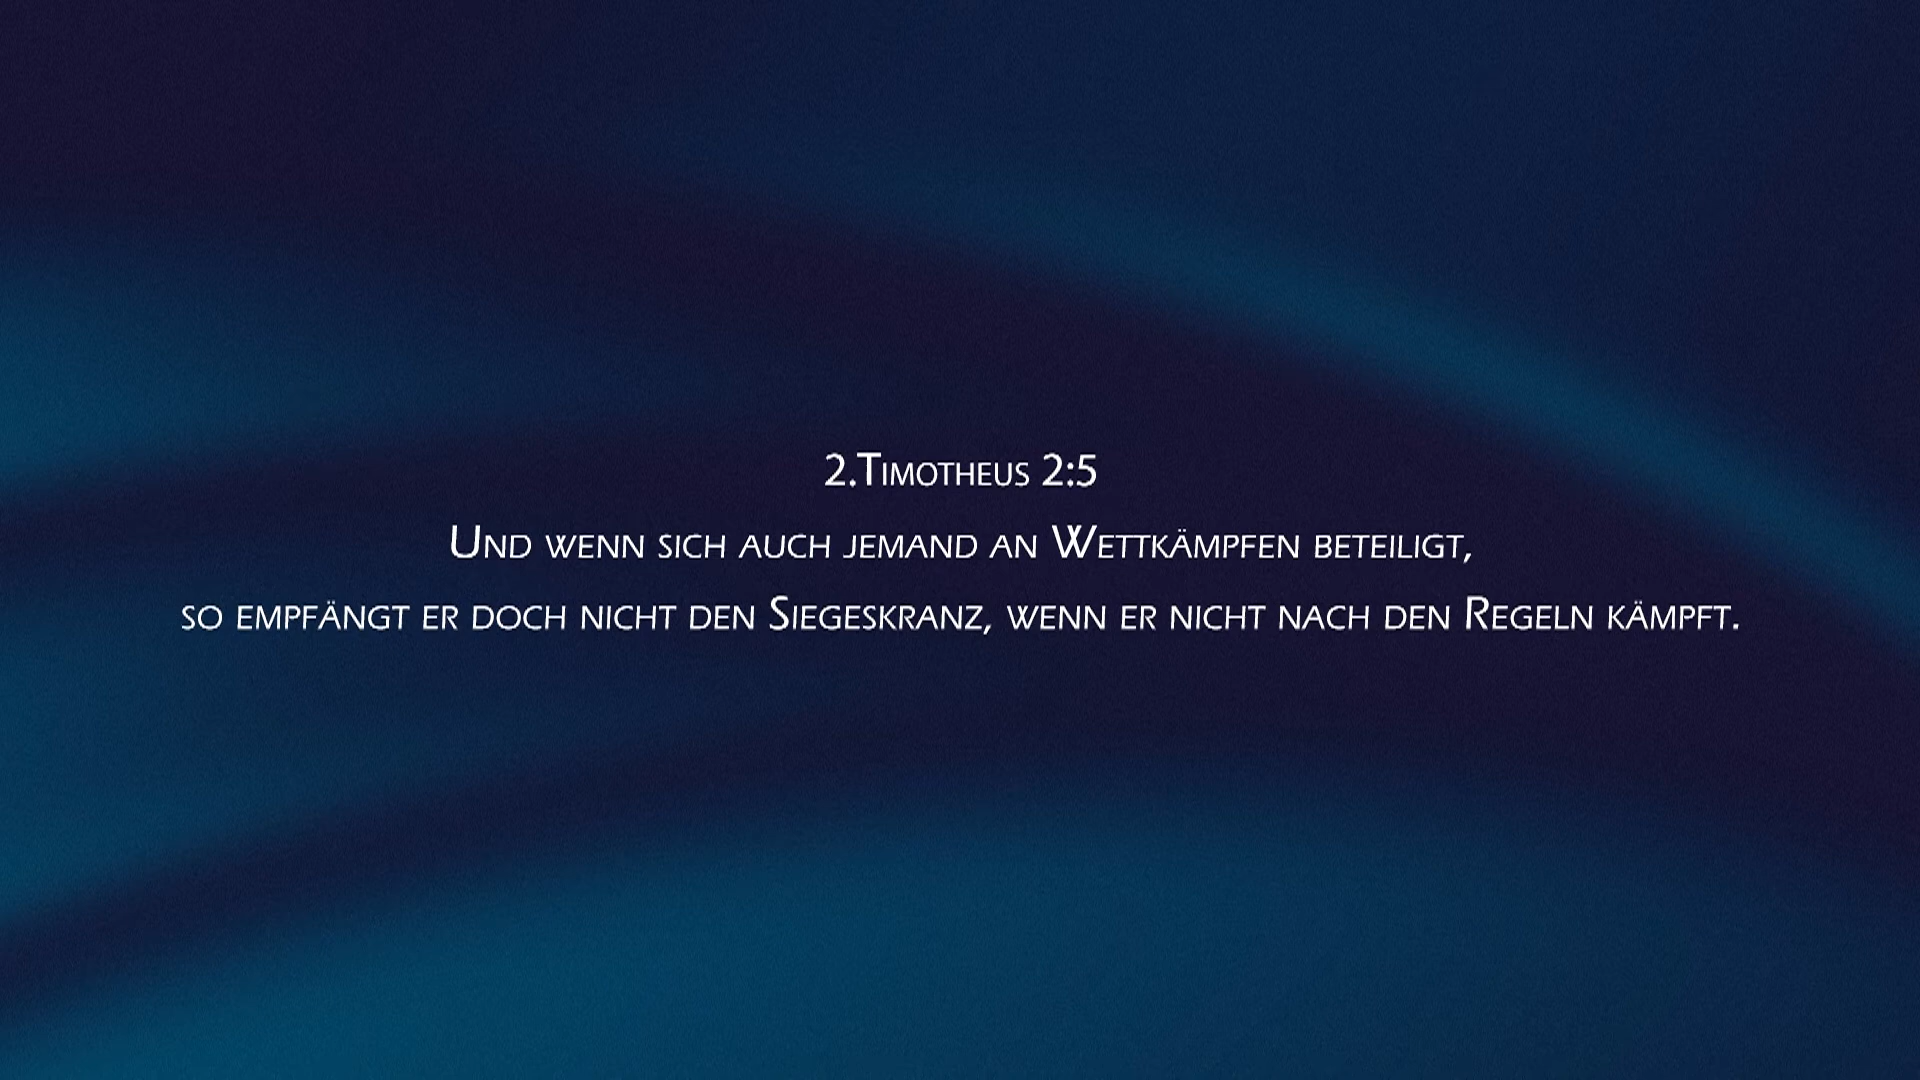 2.Timotheus 2:5
Und wenn sich auch jemand an Wettkämpfen beteiligt,
so empfängt er doch nicht den Siegeskranz, wenn er nicht nach den Regeln kämpft.